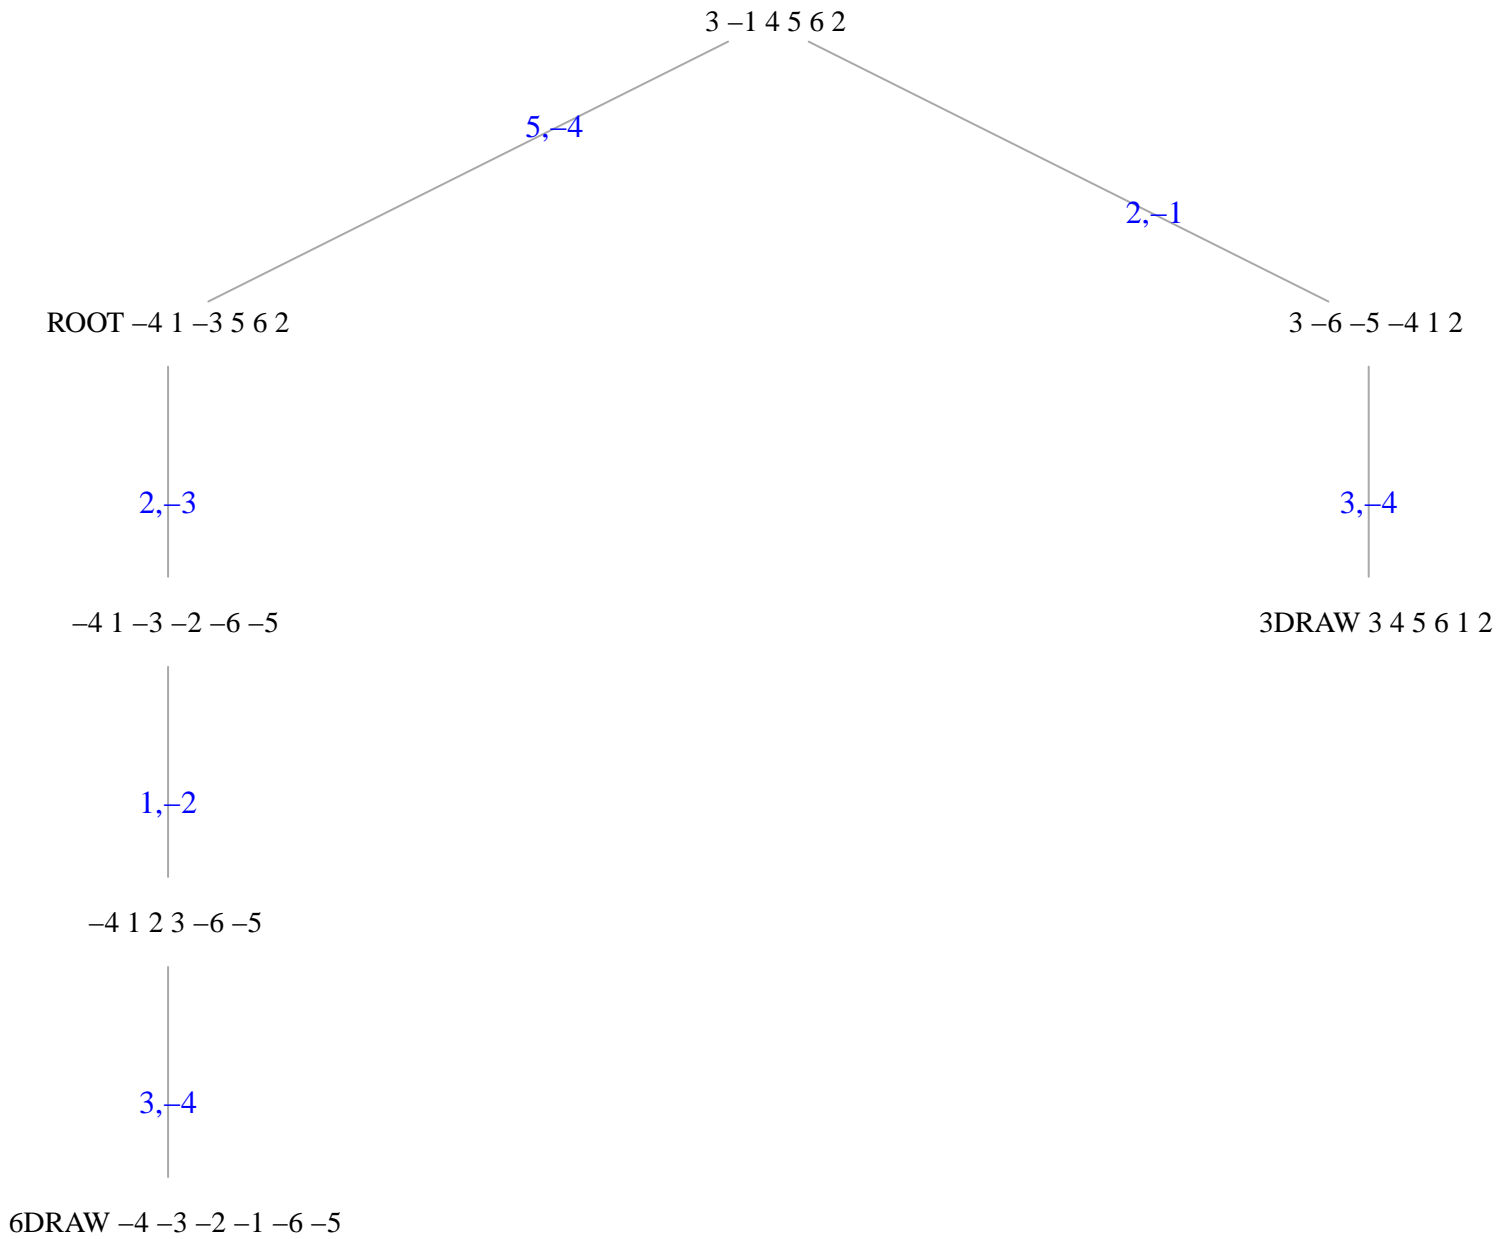 3 –1 4 5 6 2
5,–4
2,–1
ROOT –4 1 –3 5 6 2
3 –6 –5 –4 1 2
2,–3
3,–4
–4 1 –3 –2 –6 –5
3DRAW 3 4 5 6 1 2
1,–2
–4 1 2 3 –6 –5
3,–4
6DRAW –4 –3 –2 –1 –6 –5